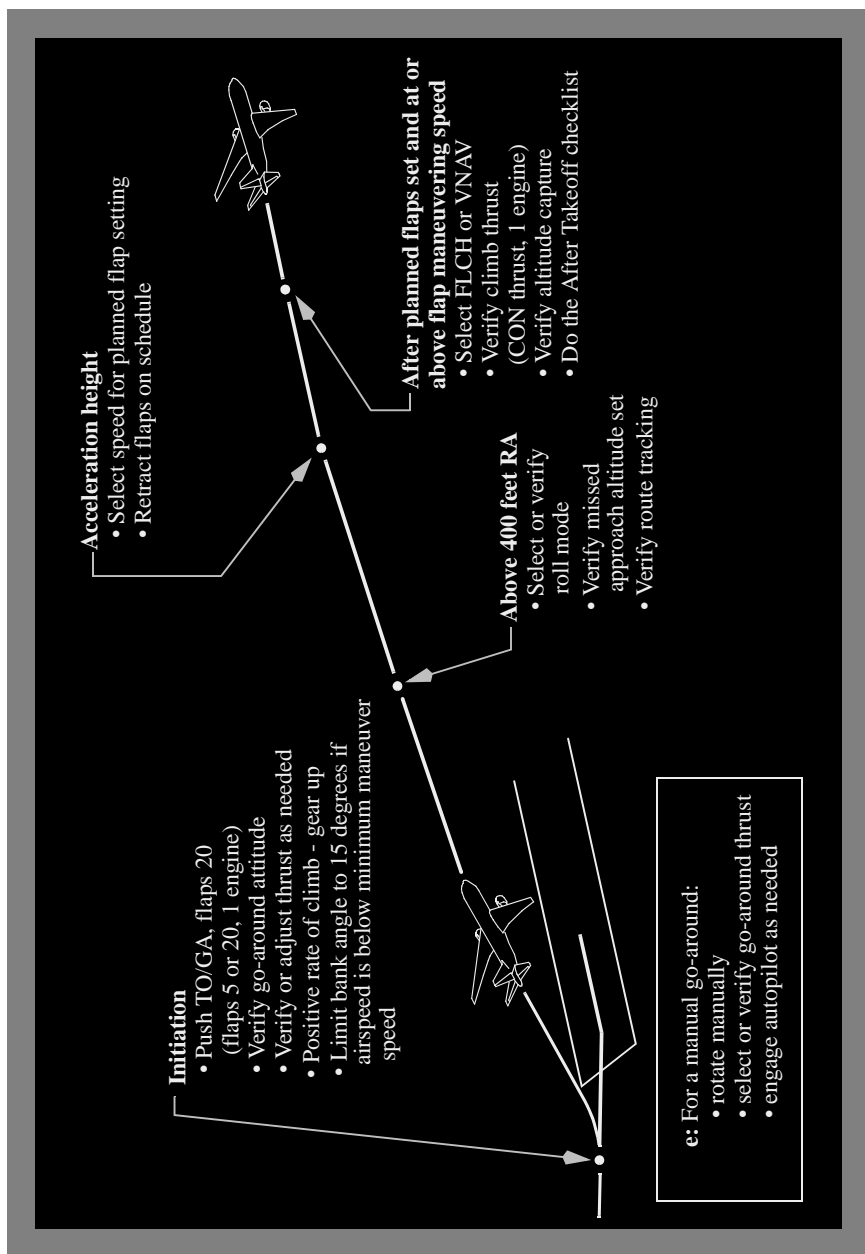 Initiation
• Push TO/GA, flaps 20
(flaps 5 or 20, 1 engine)
• Verify go-around attitude
• Verify or adjust thrust as needed
• Positive rate of climb - gear up
• Limit bank angle to 15 degrees if
airspeed is below minimum maneuver
speed
Above 400 feet RA
• Select or verify
roll mode
• Verify missed
approach altitude set
• Verify route tracking
Acceleration height
• Select speed for planned flap setting
• Retract flaps on schedule
After planned flaps set and at or
above flap maneuvering speed
• Select FLCH or VNAV
• Verify climb thrust
(CON thrust, 1 engine)
• Verify altitude capture
• Do the After Takeoff checklist
e: For a manual go-around:
• rotate manually
• select or verify go-around thrust
• engage autopilot as needed